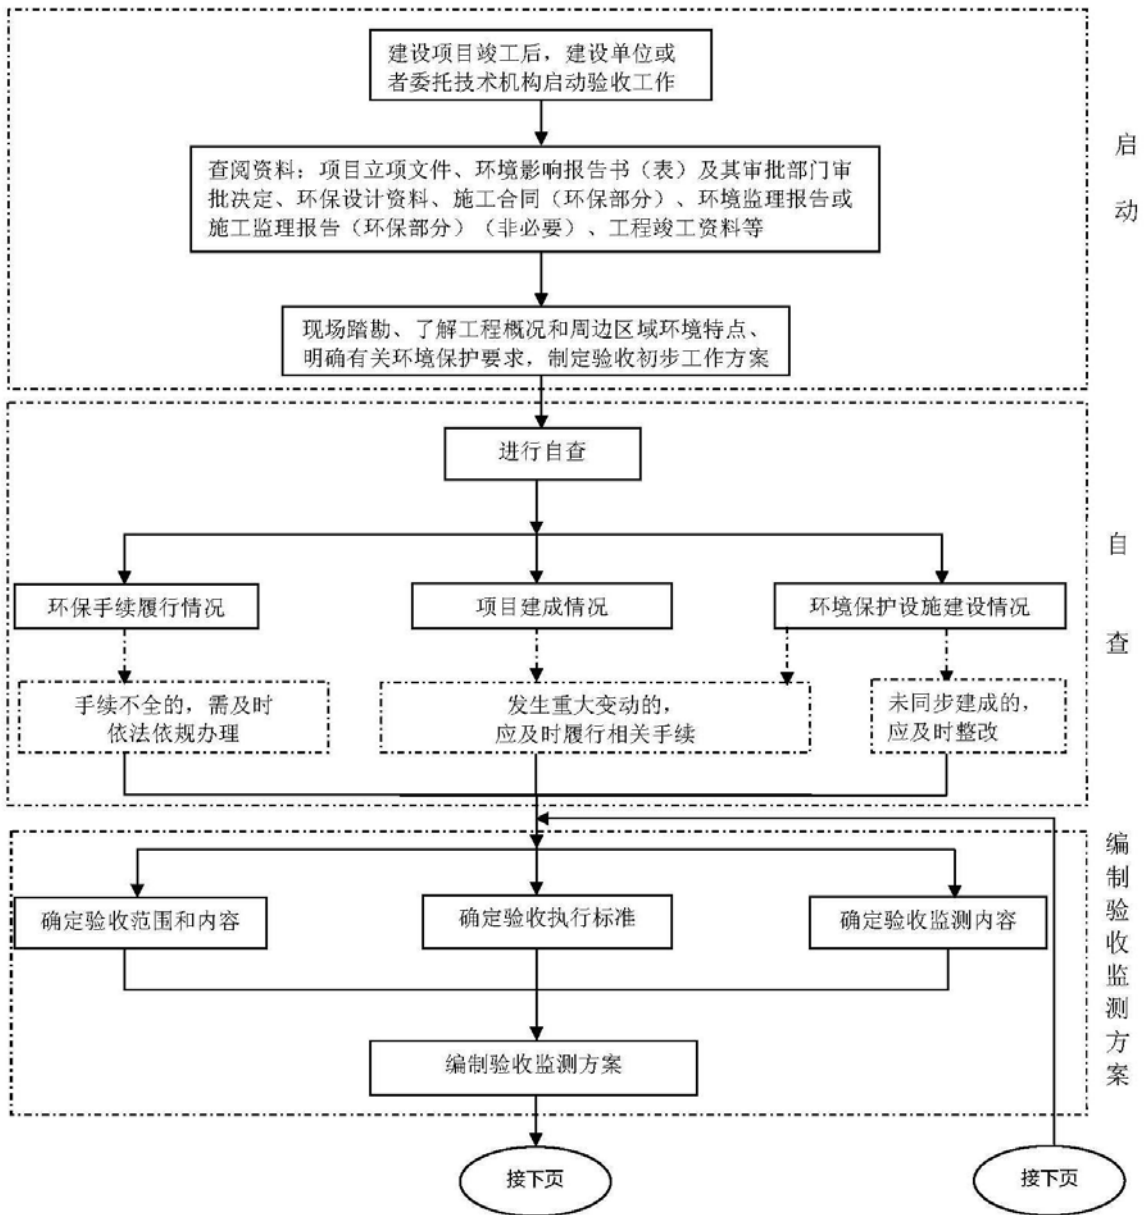 建设项目竣工后，建设单位或
者委托技术机构启动验收工作
启
动
查阅资料：项目立项文件、环境影响报告书（表）及其审批部门审
批决定、环保设计资料、施工合同（环保部分）、环境监理报告或
施工监理报告（环保部分）（非必要）、工程竣工资料等
现场踏勘、了解工程概况和周边区域环境特点、
明确有关环境保护要求，制定验收初步工作方案
进行自查
自
查
环保手续履行情况
项目建成情况
环境保护设施建设情况
手续不全的，需及时
依法依规办理
发生重大变动的，
应及时履行相关手续
未同步建成的，
应及时整改
编
制
验
收
监
测
方
案
确定验收范围和内容
确定验收执行标准
确定验收监测内容
编制验收监测方案
接下页
接下页